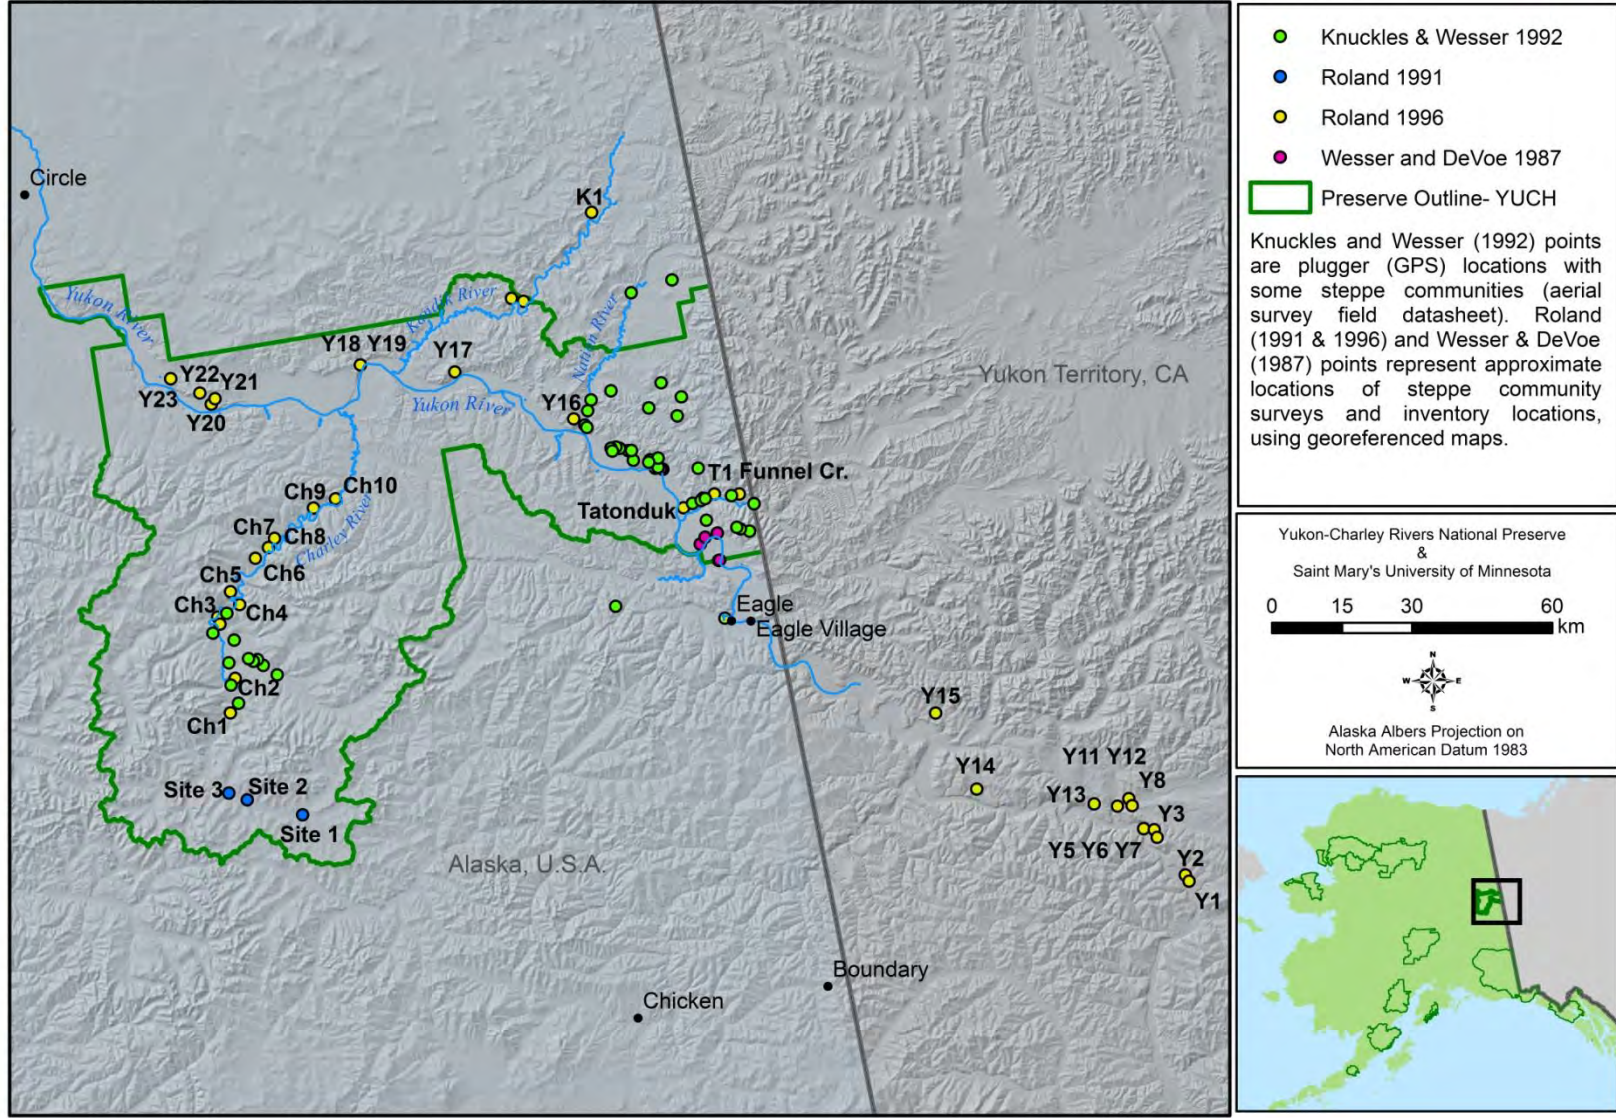 Circle
K1
Yukon River
Kandik River
Nation River
Y18 Y19
Y17
Y22
Y21
Y23
Y20
Yukon River
Y16
Yukon Territory, CA
T1 Funnel Cr.
Tatonduk
Ch9
Ch10
Ch7
Ch8
Charley River
Ch6
Ch5
Ch3
Ch4
Eagle
Eagle Village
Ch2
Ch1
Y15
Site 3
Site 2
Site 1
Y14
Y11 Y12
Y8
Y13
Y3
Y5 Y6 Y7
Y2
Y1
Alaska, U.S.A.
Boundary
Chicken
Knuckles & Wesser 1992
Roland 1991
Roland 1996
Wesser and DeVoe 1987
Preserve Outline- YUCH
Knuckles and Wesser (1992) points
are plugger (GPS) locations with
some steppe communities (aerial
survey field datasheet). Roland
(1991 & 1996) and Wesser & DeVoe
(1987) points represent approximate
locations of steppe community
surveys and inventory locations,
using georeferenced maps.
Yukon-Charley Rivers National Preserve
&
Saint Mary's University of Minnesota
0 15 30 60
km
N
W E
S
Alaska Albers Projection on
North American Datum 1983